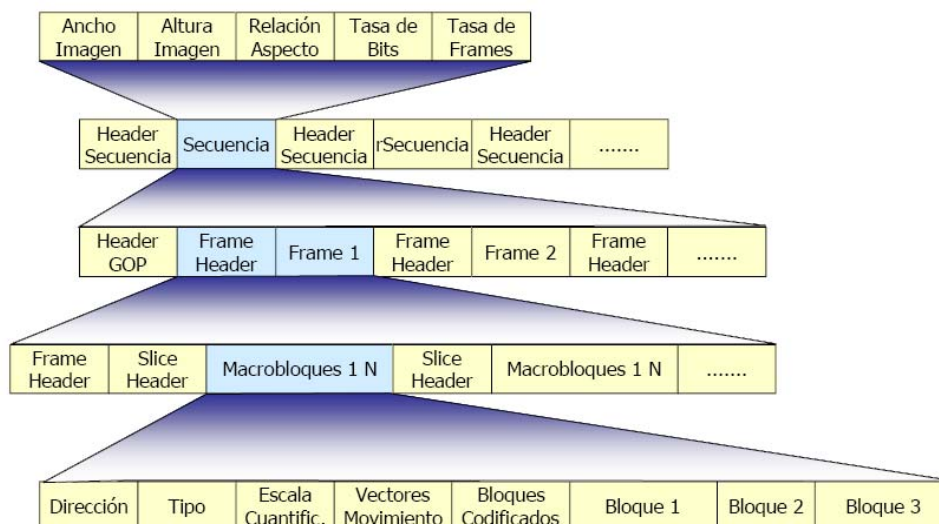 Ancho Imagen
Altura Imagen
Relación Aspecto
Tasa de Bits
Tasa de Frames
Header Secuencia
Secuencia
Header Secuencia
rSecuencia
Header Secuencia
.......
Header GOP
Frame Header
Frame 1
Frame Header
Frame 2
Frame Header
.......
Frame Header
Slice Header
Macrobloques 1 N
Slice Header
Macrobloques 1 N
.......
Dirección
Tipo
Escala Cuantific.
Vectores Movimiento
Bloques Codificados
Bloque 1
Bloque 2
Bloque 3